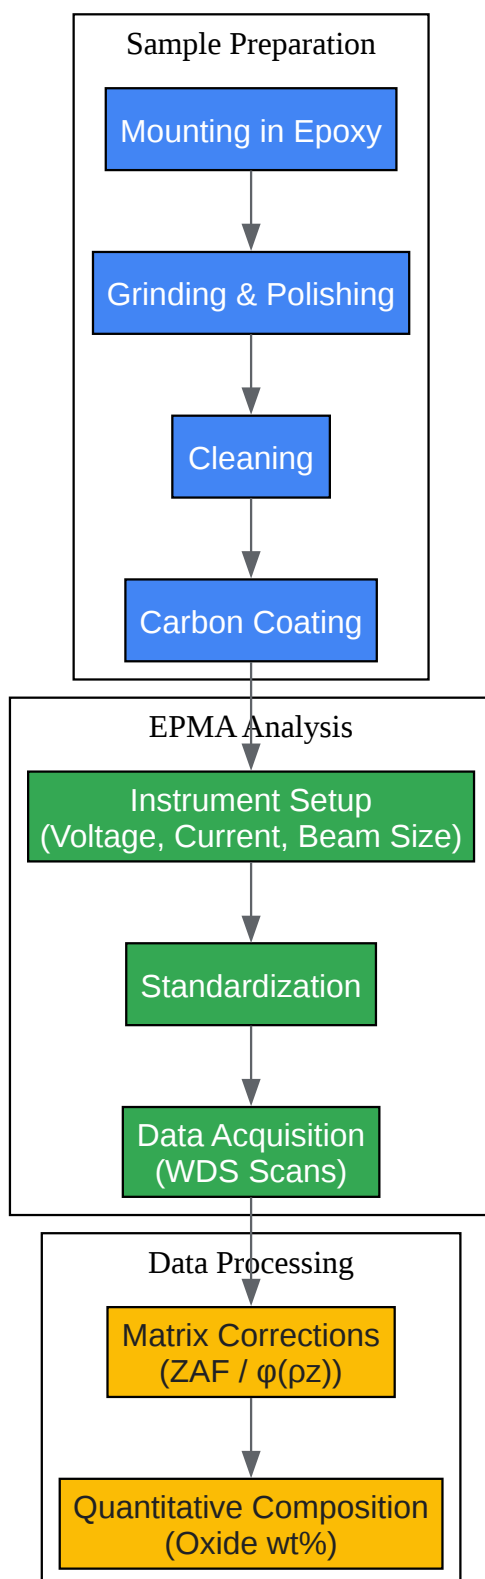 Sample Preparation
Mounting in Epoxy
Grinding & Polishing
Cleaning
Carbon Coating
EPMA Analysis
Instrument Setup
(Voltage, Current, Beam Size)
Standardization
Data Acquisition
(WDS Scans)
Data Processing
Matrix Corrections
(ZAF / φ(ρz))
Quantitative Composition
(Oxide wt%)